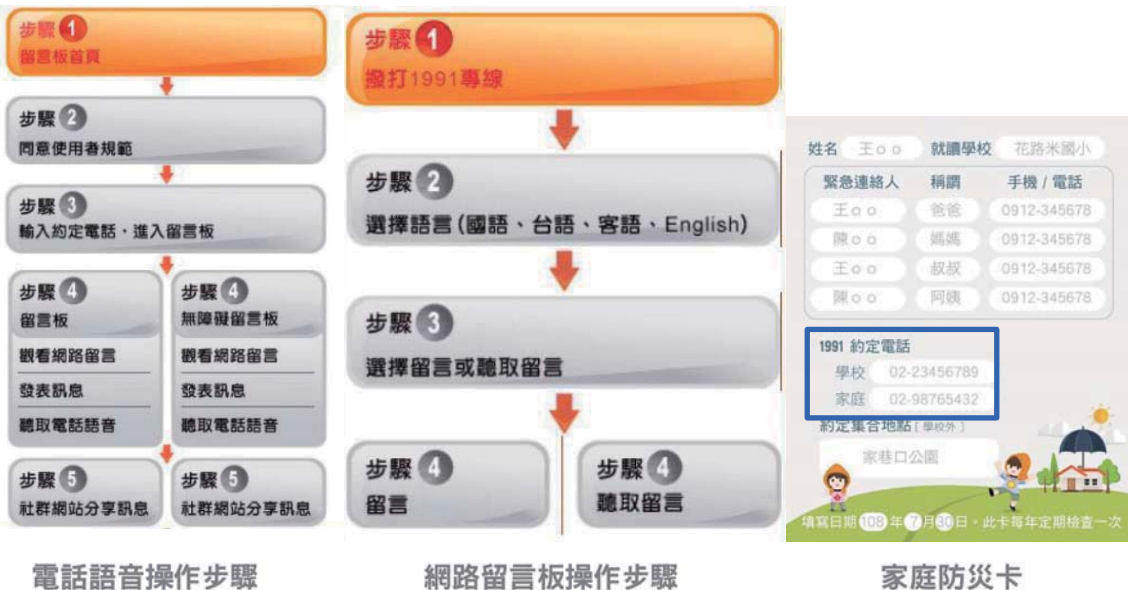 步驟1
留言板首頁
步驟2
同意使用者規範
步驟3
輸入約定電話，進入留言板
步驟4
留言板
觀看網路留言
發表訊息
聽取電話語音
步驟4
無障礙留言板
觀看網路留言
發表訊息
聽取電話語音
步驟5
社群網站分享訊息
步驟5
社群網站分享訊息
電話語音操作步驟
步驟1
撥打1991專線
步驟2
選擇語言(國語、台語、客語、English)
步驟3
選擇留言或聽取留言
步驟4
留言
步驟4
聽取留言
網路留言板操作步驟
姓名 王oo 就讀學校 花路米國小
緊急連絡人 稱謂 手機 / 電話
王oo 爸爸 0912-345678
陳oo 媽媽 0912-345678
王oo 叔叔 0912-345678
陳oo 阿姨 0912-345678
1991 約定電話
學校 02-23456789
家庭 02-98765432
約定集合地點 [ 學校外 ]
家巷口公園
填寫日期 108 年 7 月 30 日。此卡每年定期檢查一次
家庭防災卡